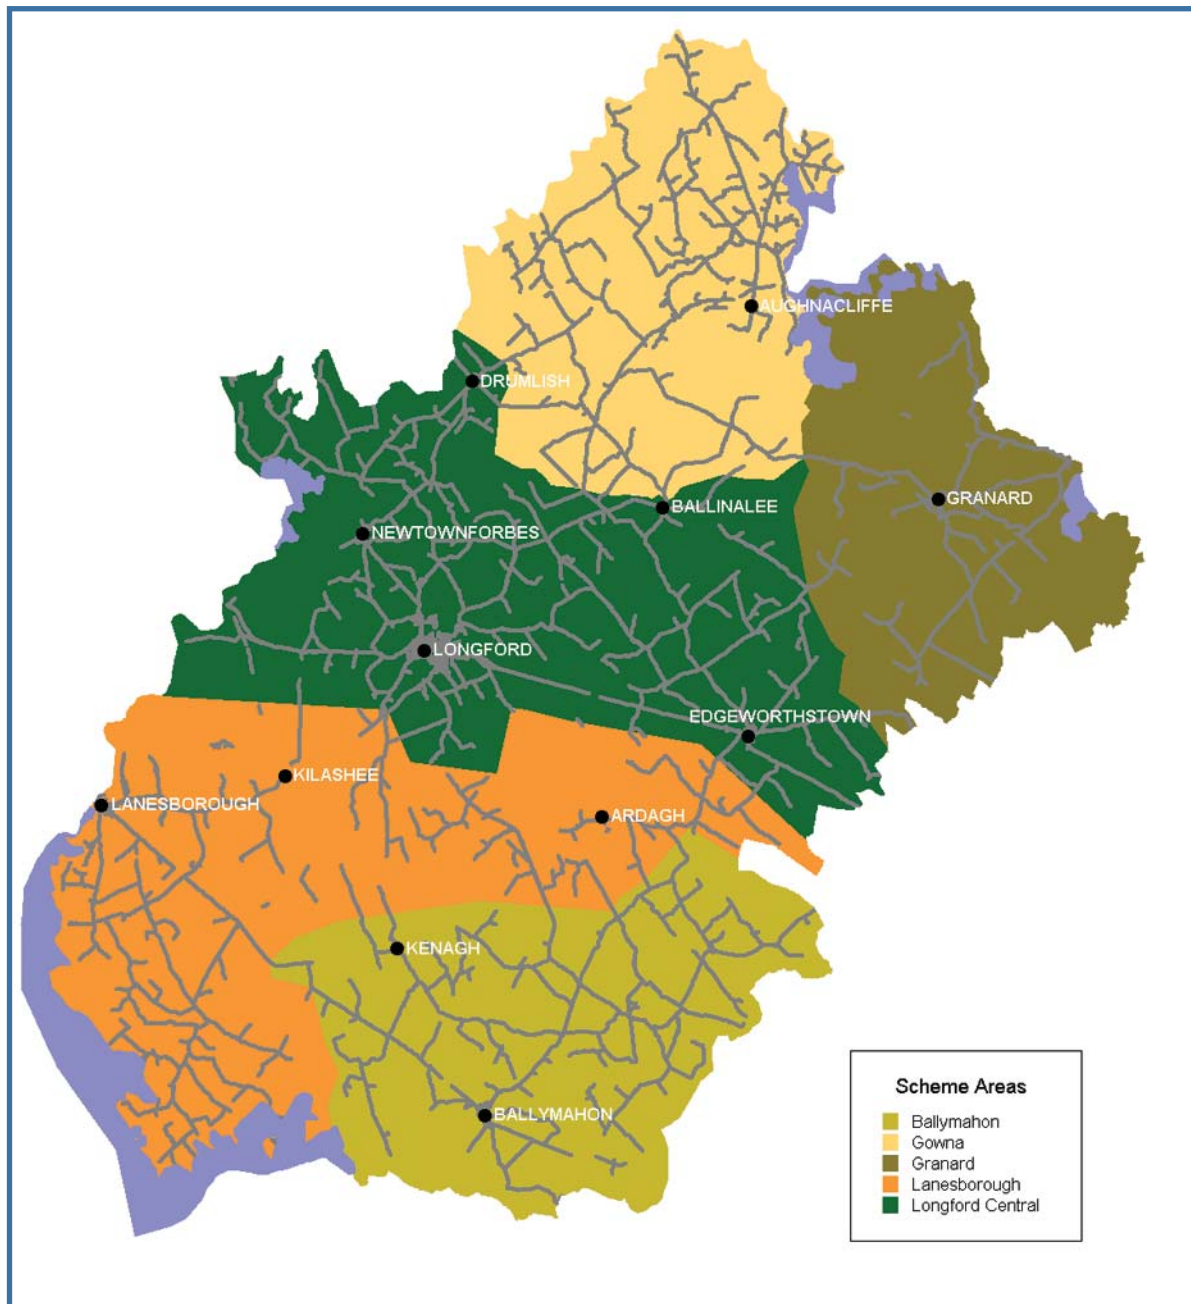 AUGHNACLIFFE
DRUMLISH
GRANARD
BALLINALEE
NEWTOWNFORBES
LONGFORD
EDGEWORTHSTOWN
KILASHEE
LANESBOROUGH
ARDAGH
KENAGH
BALLYMAHON
Scheme Areas
Ballymahon
Gowna
Granard
Lanesborough
Longford Central